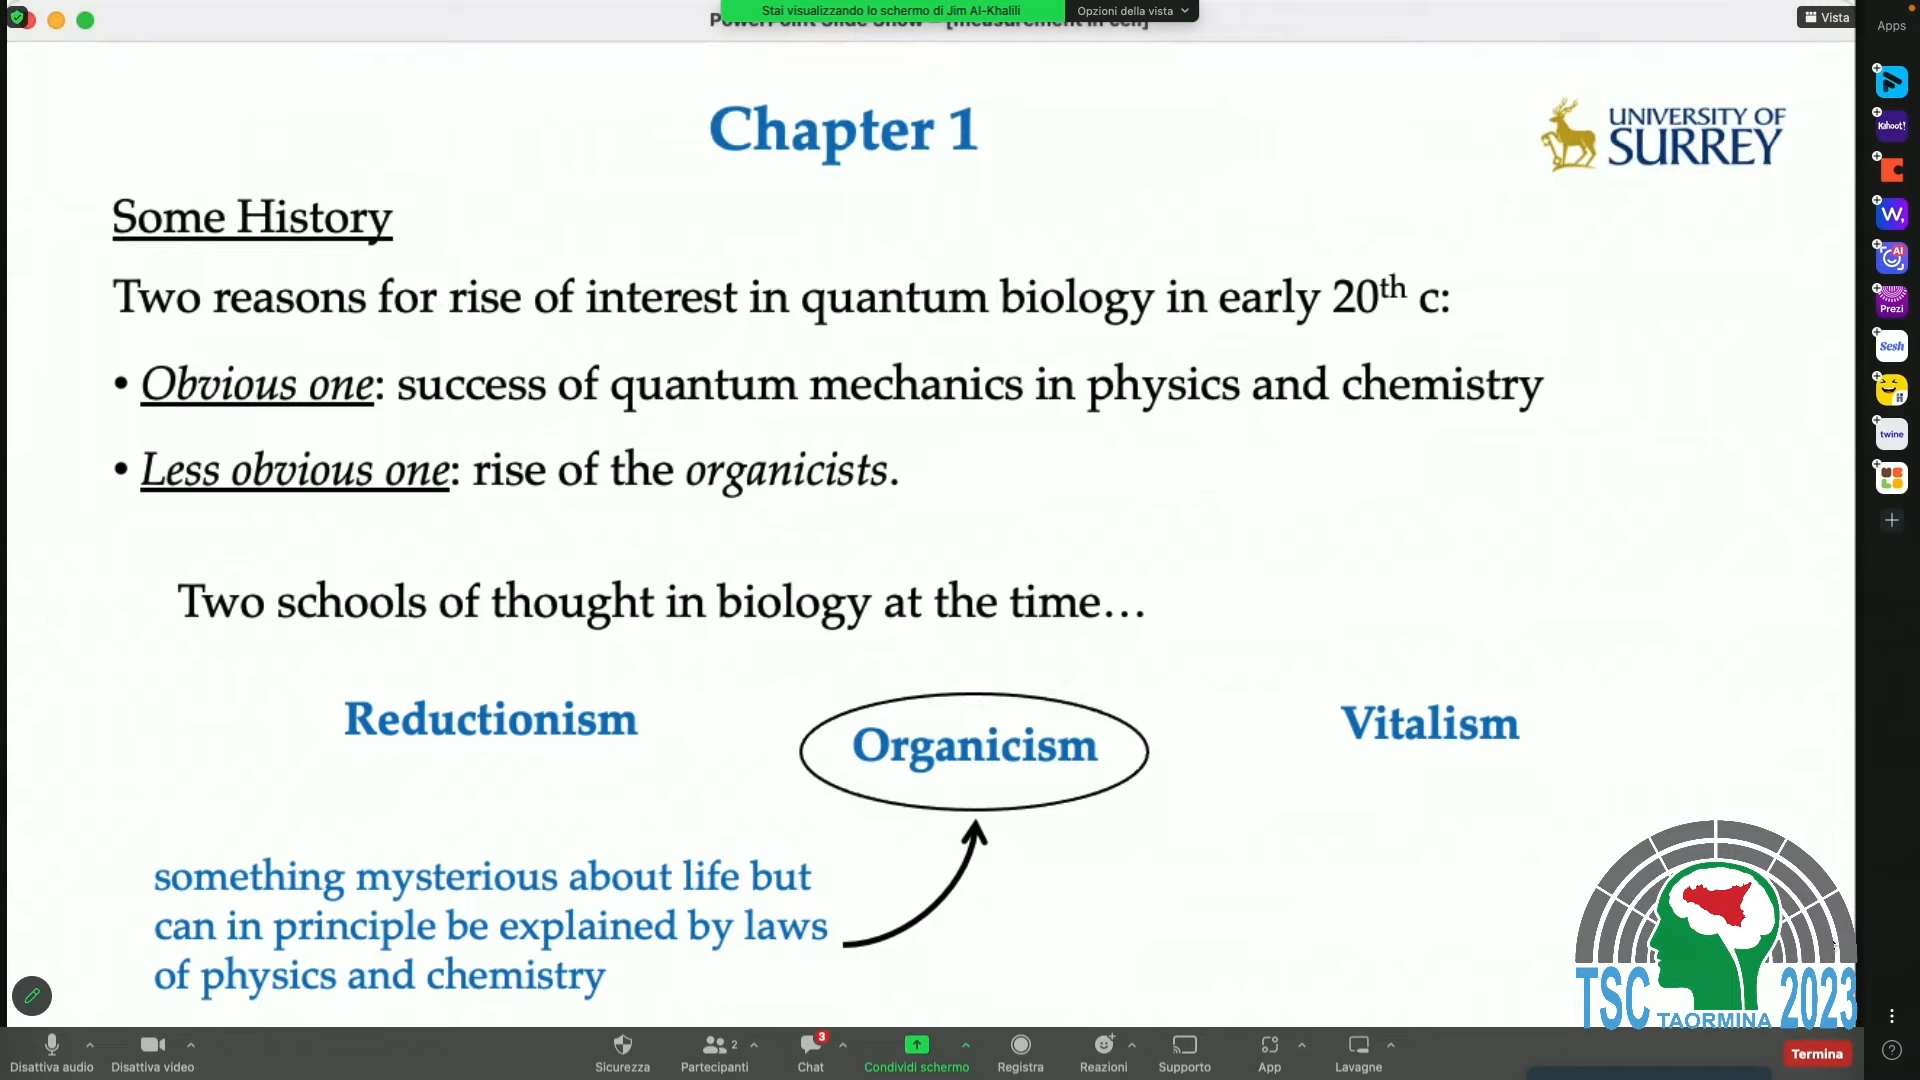 Stai visualizzando lo schermo di Jim Al-Khalili
Opzioni della vista
Vista
Apps
Chapter 1
UNIVERSITY OF
SURREY
Some History
Two reasons for rise of interest in quantum biology in early 20th c:
• Obvious one: success of quantum mechanics in physics and chemistry
• Less obvious one: rise of the organicists.
Two schools of thought in biology at the time…
Reductionism
Organicism
Vitalism
something mysterious about life but
can in principle be explained by laws
of physics and chemistry
TSC 2023
TAORMINA
Kahoot!
W,
AI
Prezi
Sesh
twine
Disattiva audio
Disattiva video
Sicurezza
Partecipanti
2
Chat
3
Condividi schermo
Registra
Reazioni
Supporto
App
Lavagne
Termina